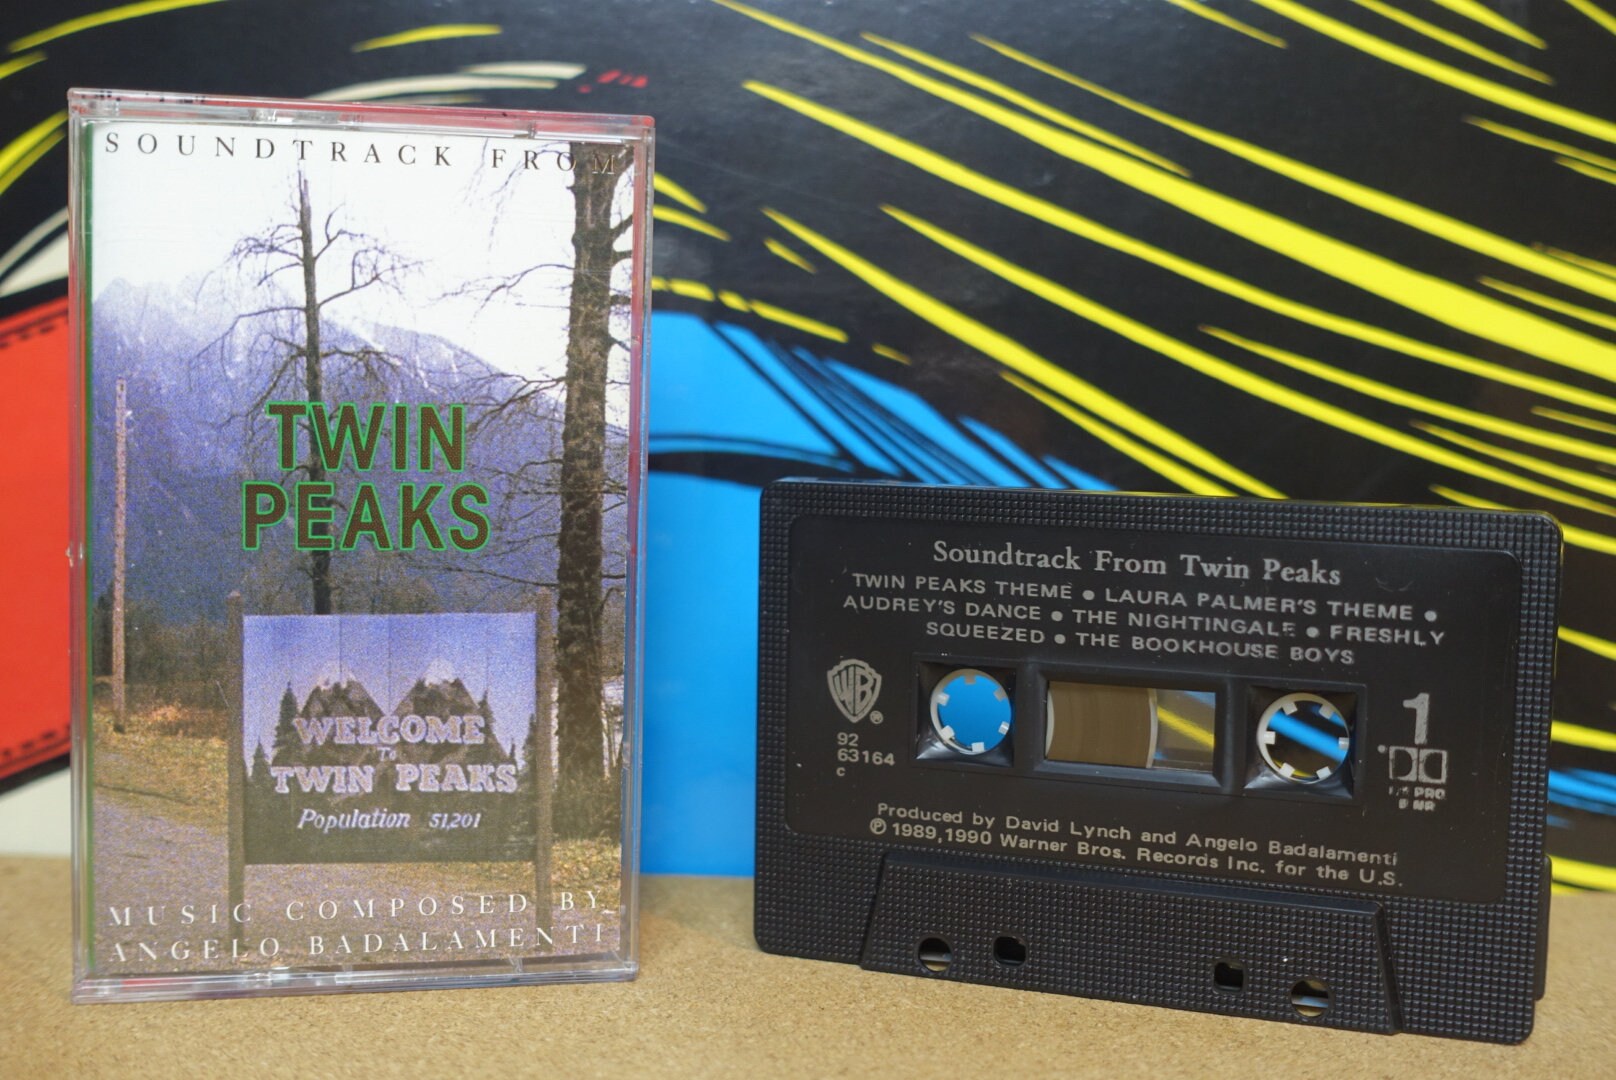 SOUNDTRACK FROM
TWIN
PEAKS
WELCOME
To
TWIN PEAKS
Population 51,201
MUSIC COMPOSED BY
ANGELO BADALAMENTI
Soundtrack From Twin Peaks
TWIN PEAKS THEME ● LAURA PALMER'S THEME ●
AUDREY'S DANCE ● THE NIGHTINGALE ● FRESHLY
SQUEEZED ● THE BOOKHOUSE BOYS
WB
®
92
63164
c
1
PRO
NR
Produced by David Lynch and Angelo Badalamenti
℗ 1989,1990 Warner Bros. Records Inc. for the U.S.